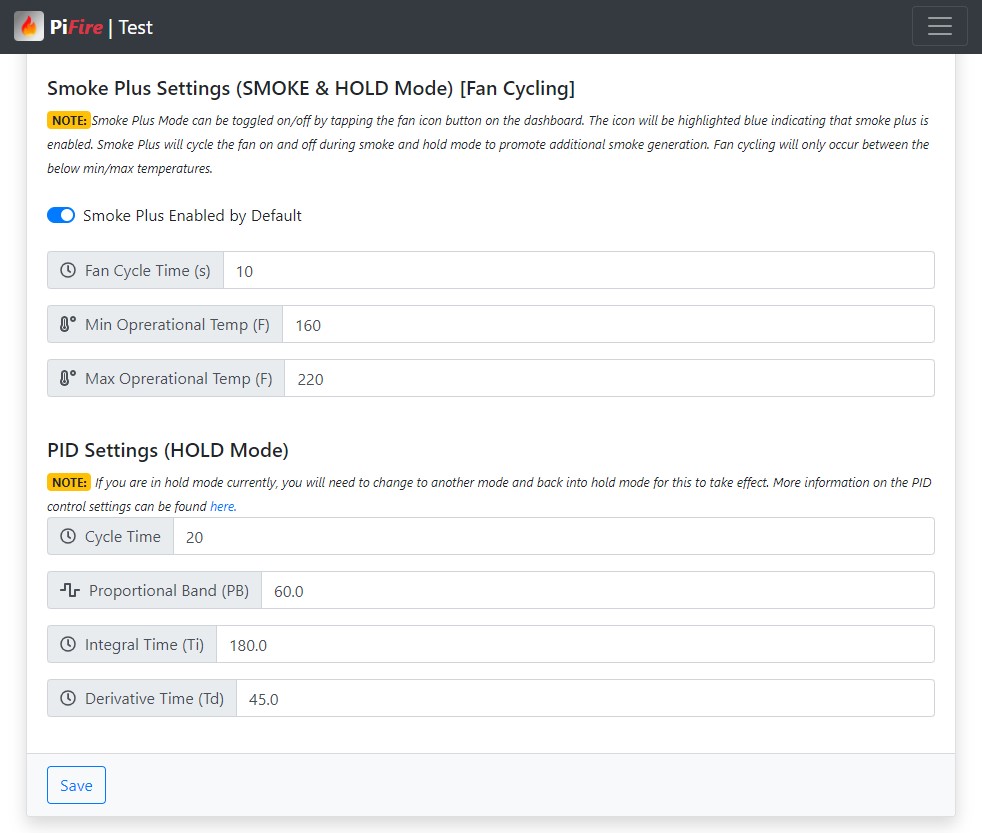 PiFire | Test
Smoke Plus Settings (SMOKE & HOLD Mode) [Fan Cycling]
NOTE: Smoke Plus Mode can be toggled on/off by tapping the fan icon button on the dashboard. The icon will be highlighted blue indicating that smoke plus is
enabled. Smoke Plus will cycle the fan on and off during smoke and hold mode to promote additional smoke generation. Fan cycling will only occur between the
below min/max temperatures.
Smoke Plus Enabled by Default
Fan Cycle Time (s) 10
Min Oprerational Temp (F) 160
Max Oprerational Temp (F) 220
PID Settings (HOLD Mode)
NOTE: If you are in hold mode currently, you will need to change to another mode and back into hold mode for this to take effect. More information on the PID
control settings can be found here.
Cycle Time 20
Proportional Band (PB) 60.0
Integral Time (Ti) 180.0
Derivative Time (Td) 45.0
Save